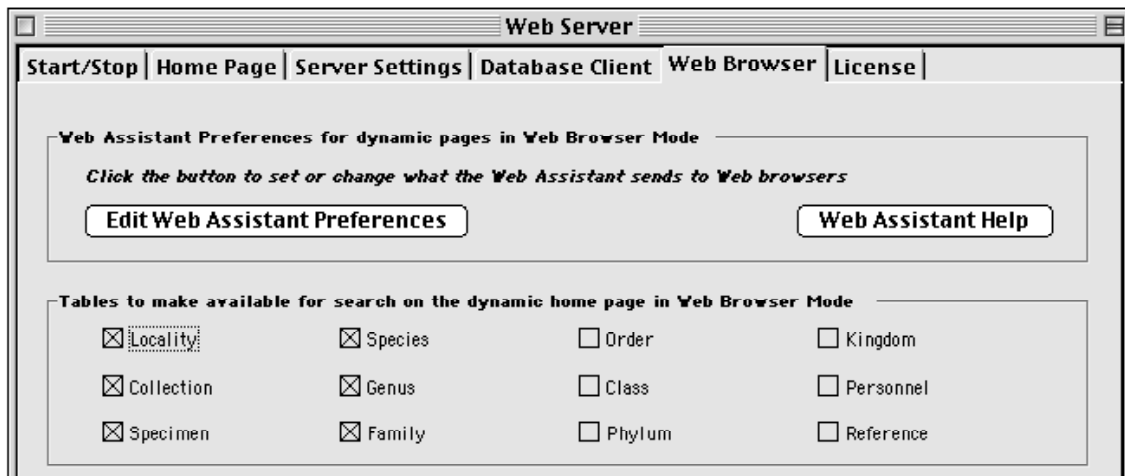 Web Server
Start/Stop Home Page Server Settings Database Client Web Browser License
Web Assistant Preferences for dynamic pages in Web Browser Mode
Click the button to set or change what the Web Assistant sends to Web browsers
Edit Web Assistant Preferences Web Assistant Help
Tables to make available for search on the dynamic home page in Web Browser Mode
Locality Species Order Kingdom
Collection Genus Class Personnel
Specimen Family Phylum Reference